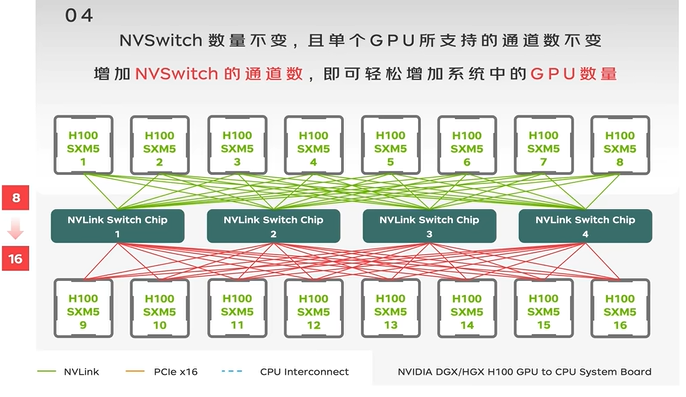 04
NVSwitch 数量不变，且单个GPU所支持的通道数不变
增加NVSwitch的通道数，即可轻松增加系统中的GPU数量
H100 SXM5 1
H100 SXM5 2
H100 SXM5 3
H100 SXM5 4
H100 SXM5 5
H100 SXM5 6
H100 SXM5 7
H100 SXM5 8
8
NVLink Switch Chip 1
NVLink Switch Chip 2
NVLink Switch Chip 3
NVLink Switch Chip 4
16
H100 SXM5 9
H100 SXM5 10
H100 SXM5 11
H100 SXM5 12
H100 SXM5 13
H100 SXM5 14
H100 SXM5 15
H100 SXM5 16
NVLink
PCIe x16
CPU Interconnect
NVIDIA DGX/HGX H100 GPU to CPU System Board